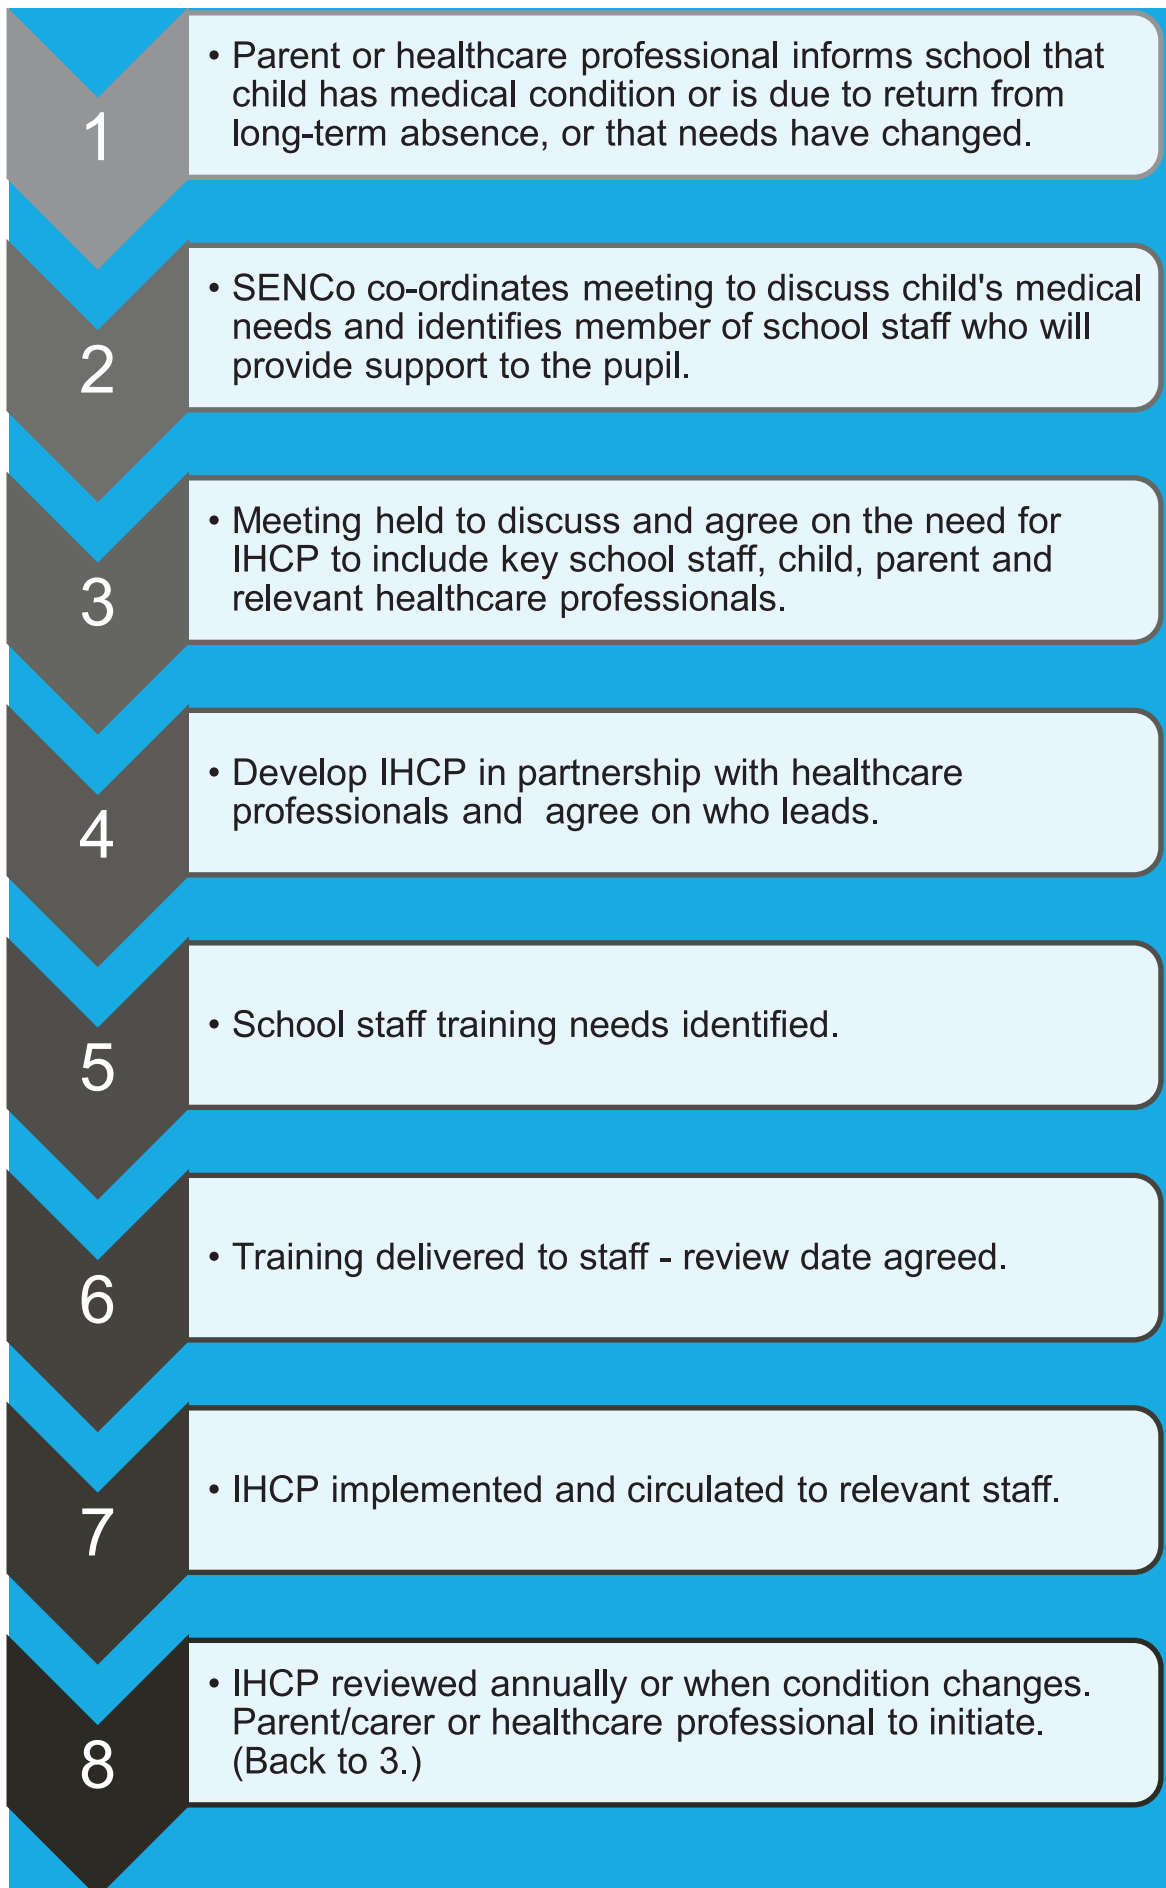 1
• Parent or healthcare professional informs school that
child has medical condition or is due to return from
long-term absence, or that needs have changed.
2
• SENCo co-ordinates meeting to discuss child's medical
needs and identifies member of school staff who will
provide support to the pupil.
3
• Meeting held to discuss and agree on the need for
IHCP to include key school staff, child, parent and
relevant healthcare professionals.
4
• Develop IHCP in partnership with healthcare
professionals and  agree on who leads.
5
• School staff training needs identified.
6
• Training delivered to staff - review date agreed.
7
• IHCP implemented and circulated to relevant staff.
8
• IHCP reviewed annually or when condition changes.
Parent/carer or healthcare professional to initiate.
(Back to 3.)